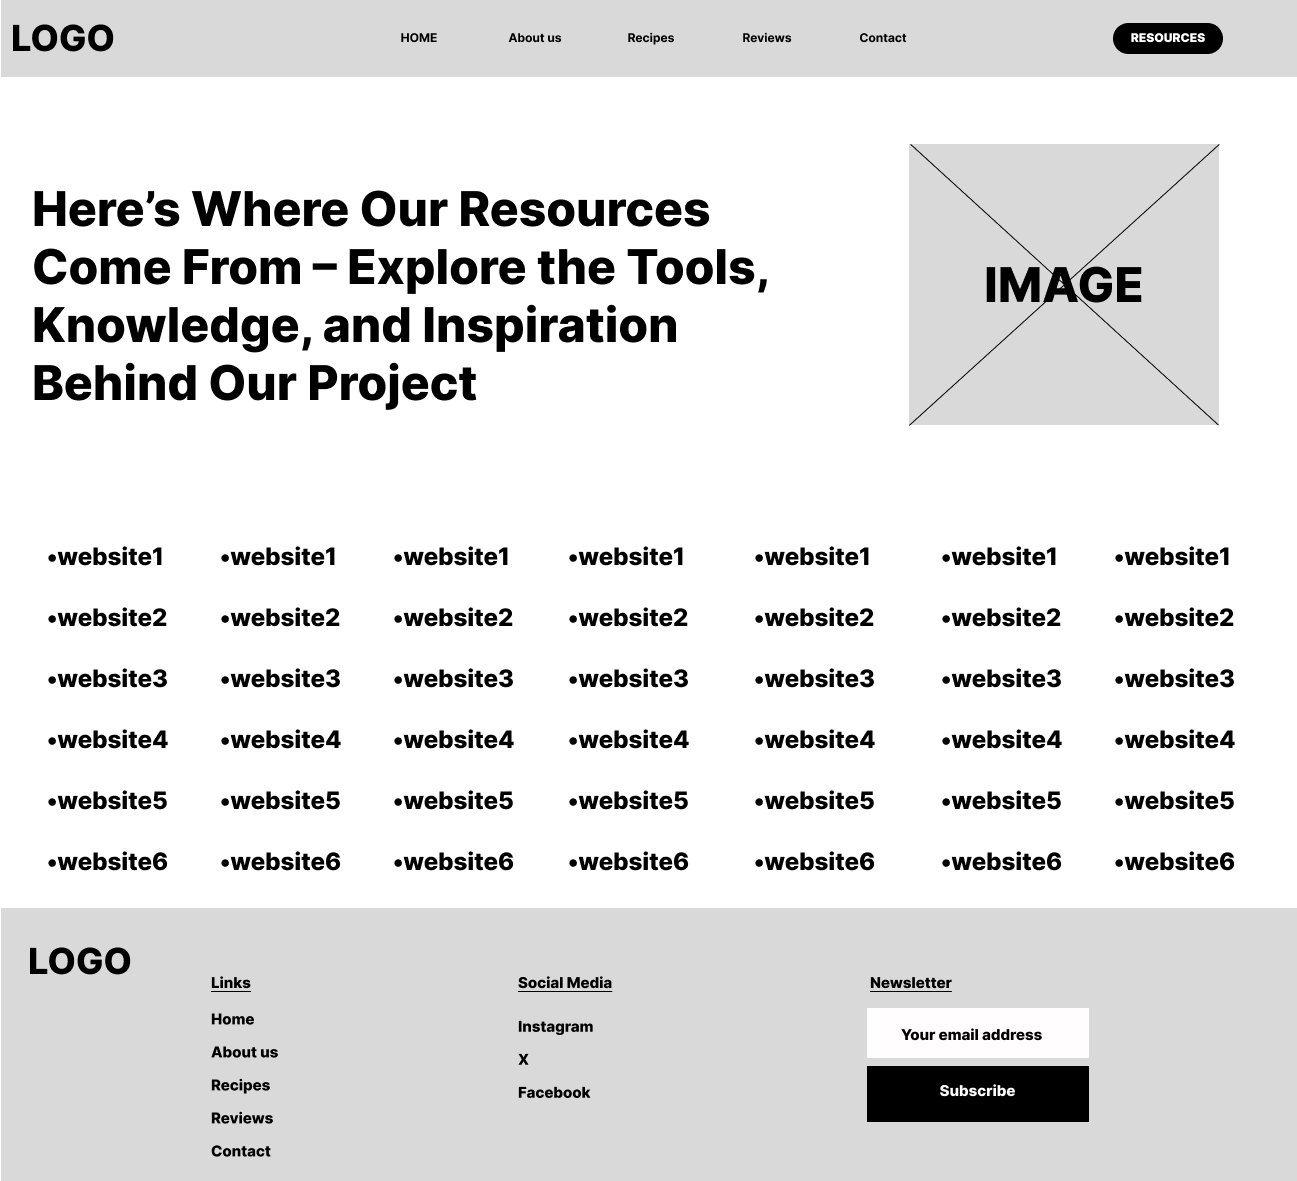 LOGO HOME About us Recipes Reviews Contact RESOURCES
Here’s Where Our Resources
Come From – Explore the Tools,
Knowledge, and Inspiration
Behind Our Project
IMAGE
•website1 •website1 •website1 •website1 •website1 •website1 •website1
•website2 •website2 •website2 •website2 •website2 •website2 •website2
•website3 •website3 •website3 •website3 •website3 •website3 •website3
•website4 •website4 •website4 •website4 •website4 •website4 •website4
•website5 •website5 •website5 •website5 •website5 •website5 •website5
•website6 •website6 •website6 •website6 •website6 •website6 •website6
LOGO
Links
Home
About us
Recipes
Reviews
Contact
Social Media
Instagram
X
Facebook
Newsletter
Your email address
Subscribe